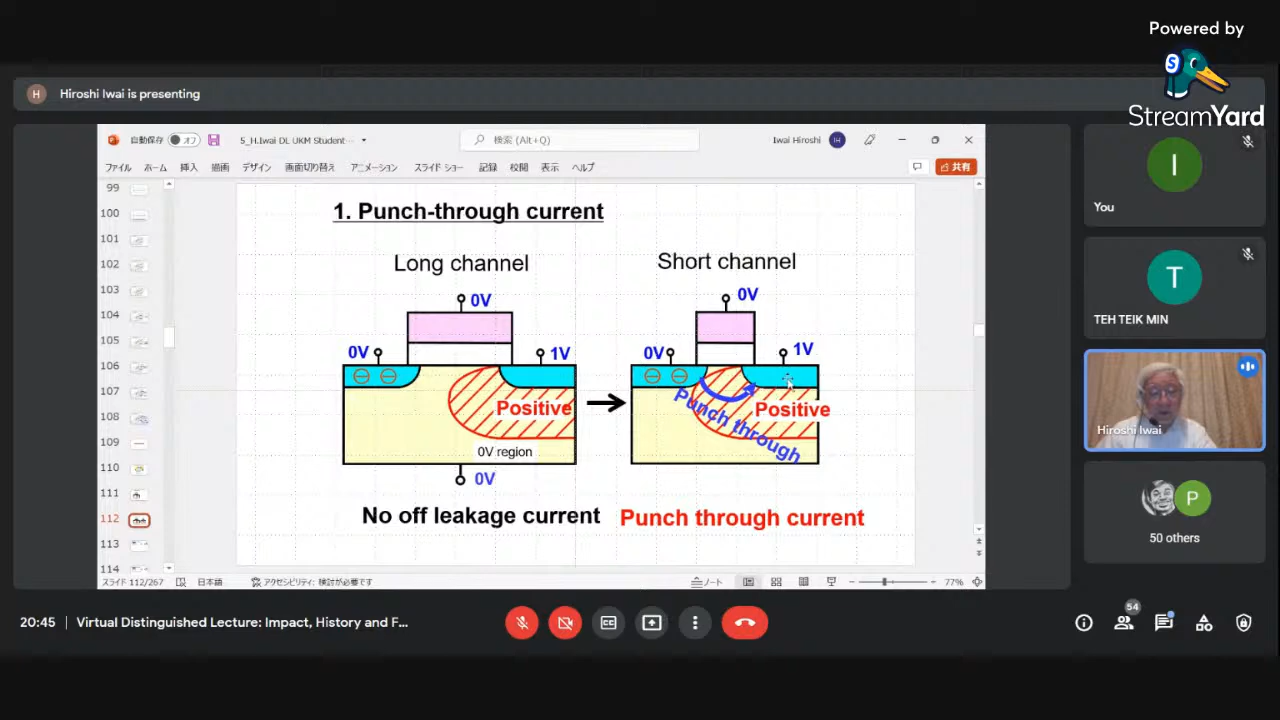 Powered by
StreamYard
H
Hiroshi Iwai is presenting
自動保存 オフ
5_H.Iwai DL UKM Student…
検索 (Alt+Q)
Iwai Hiroshi
IH
ファイル ホーム 挿入 描画 デザイン 画面切り替え アニメーション スライド ショー 記録 校閲 表示 ヘルプ
共有
99
100
101
102
103
104
105
106
107
108
109
110
111
112
113
114
1. Punch-through current
Long channel
Short channel
0V
0V
0V
1V
0V
1V
Positive
Positive
Punch through
0V region
0V
No off leakage current
Punch through current
スライド 112/267
日本語
アクセシビリティ: 検討が必要です
ノート
77%
I
You
T
TEH TEIK MIN
Hiroshi Iwai
P
50 others
20:45
Virtual Distinguished Lecture: Impact, History and F...
54